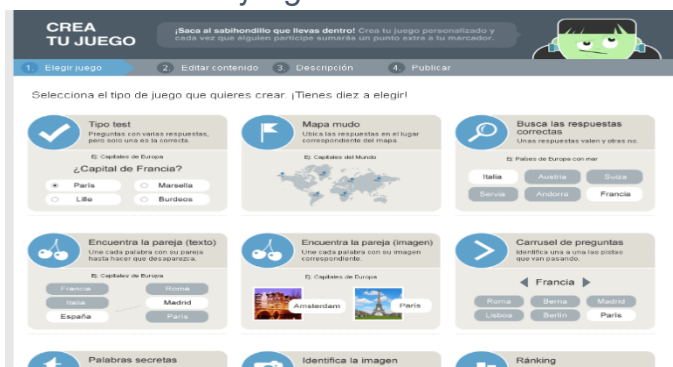 CREA
TU JUEGO
¡Saca al sabihondillo que llevas dentro! Crea tu juego personalizado y
cada vez que alguien participe sumarás un punto extra a tu marcador.
1. Elegir juego
2. Editar contenido
3. Descripción
4. Publicar
Selecciona el tipo de juego que quieres crear. ¡Tienes diez a elegir!
Tipo test
Preguntas con varias respuestas,
pero solo una es la correcta.
Ej: Capitales de Europa
¿Capital de Francia?
París
Marsella
Lille
Burdeos
Mapa mudo
Ubica las respuestas en el lugar
correspondiente del mapa.
Ej: Capitales del Mundo
Busca las respuestas
correctas
Unas respuestas valen y otras no.
Ej: Países de Europa con mar
Italia
Austria
Suiza
Servia
Andorra
Francia
Encuentra la pareja (texto)
Une cada palabra con su pareja
hasta hacer que desaparezca.
Ej: Capitales de Europa
Francia
Roma
Italia
Madrid
España
París
Encuentra la pareja (imagen)
Une cada palabra con su imagen
correspondiente.
Ej: Capitales de Europa
Amsterdam
París
Carrusel de preguntas
Identifica una a una las pistas
que van pasando.
Francia
Roma
Berna
Madrid
Lisboa
Berlín
París
Palabras secretas
Identifica la imagen
Ránking